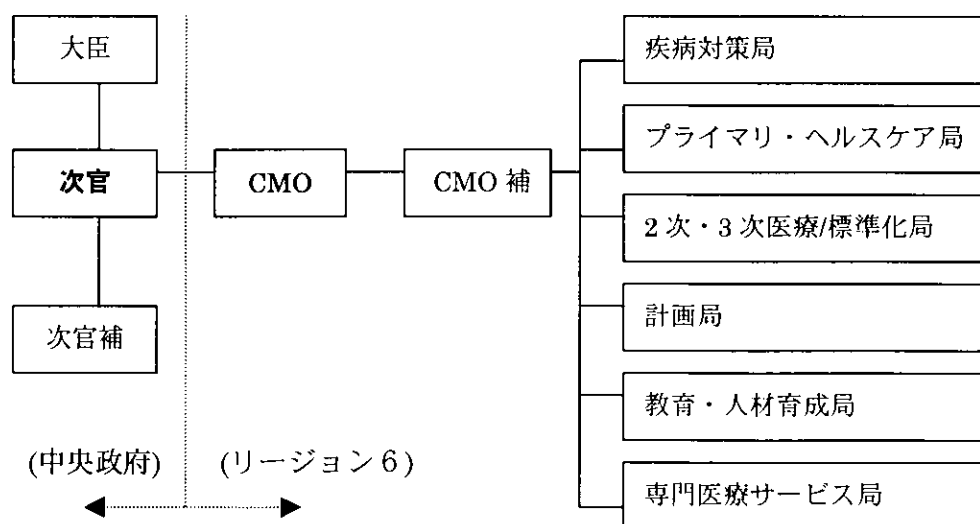 大臣
次官
次官補
CMO
CMO 補
疾病対策局
プライマリ・ヘルスケア局
2 次・3 次医療/標準化局
計画局
教育・人材育成局
専門医療サービス局
(中央政府)
(リージョン 6)